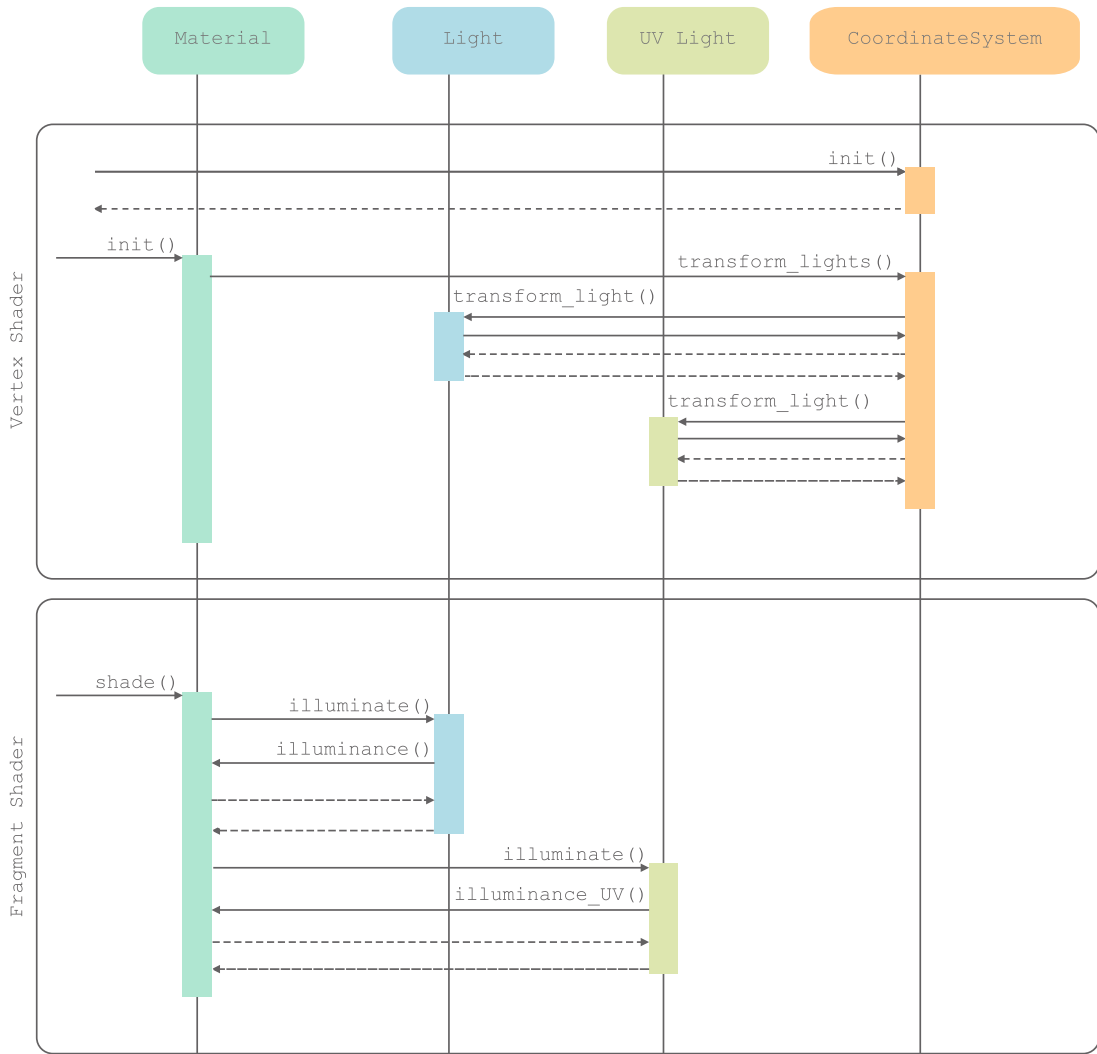 Material
Light
UV Light
CoordinateSystem
Vertex Shader
init()
init()
transform_lights()
transform_light()
transform_light()
Fragment Shader
shade()
illuminate()
illuminance()
illuminate()
illuminance_UV()